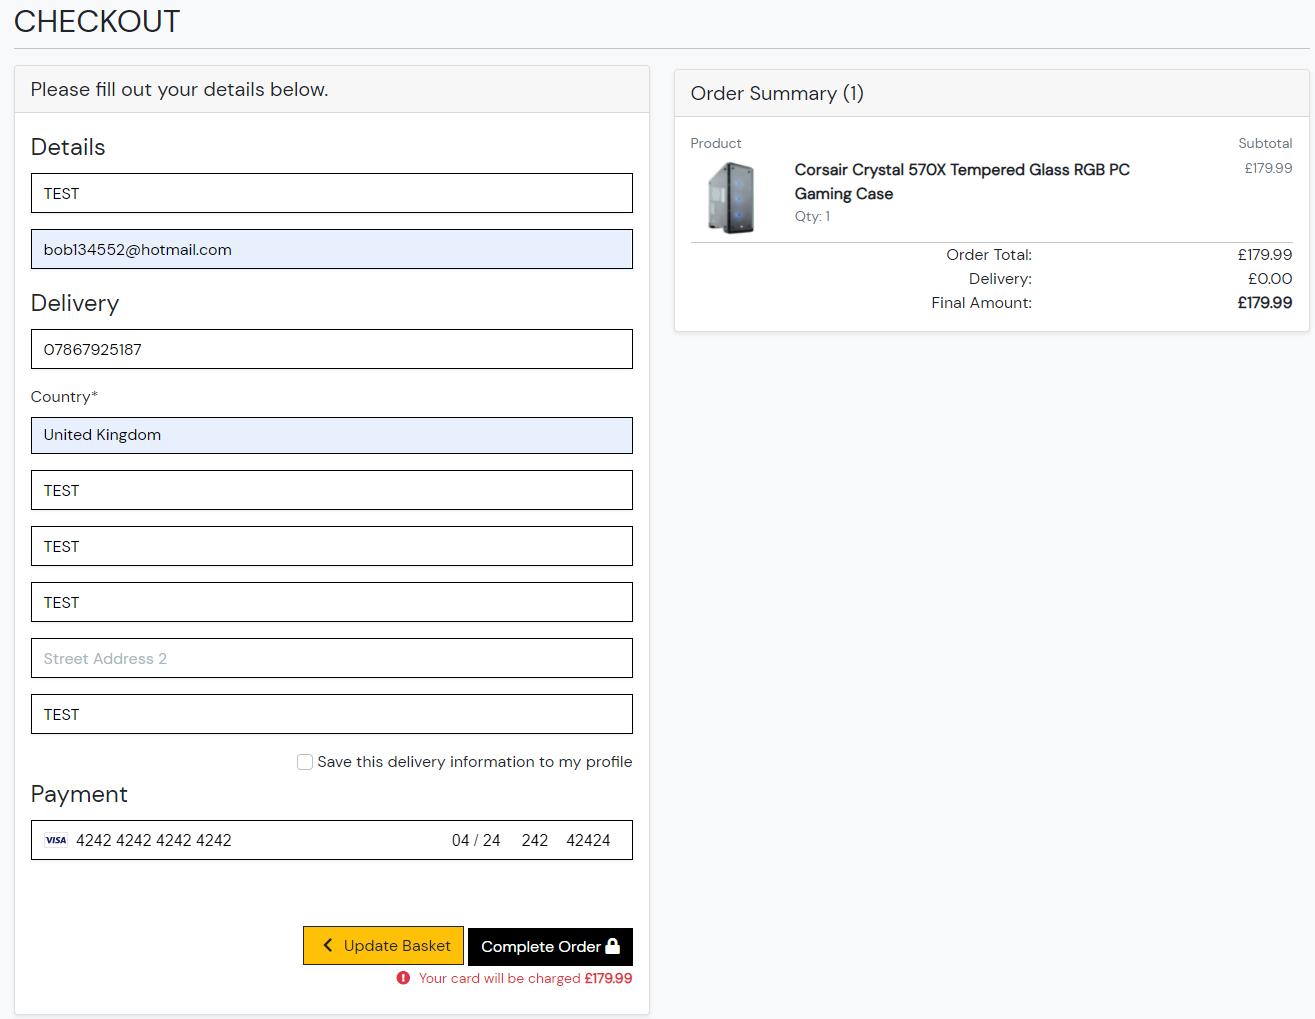 CHECKOUT
Please fill out your details below.
Details
TEST
bob134552@hotmail.com
Delivery
07867925187
Country*
United Kingdom
TEST
TEST
TEST
Street Address 2
TEST
Save this delivery information to my profile
Payment
VISA 4242 4242 4242 4242 04 / 24 242 42424
Update Basket Complete Order
Your card will be charged £179.99
Order Summary (1)
Product Subtotal
Corsair Crystal 570X Tempered Glass RGB PC £179.99
Gaming Case
Qty: 1
Order Total: £179.99
Delivery: £0.00
Final Amount: £179.99